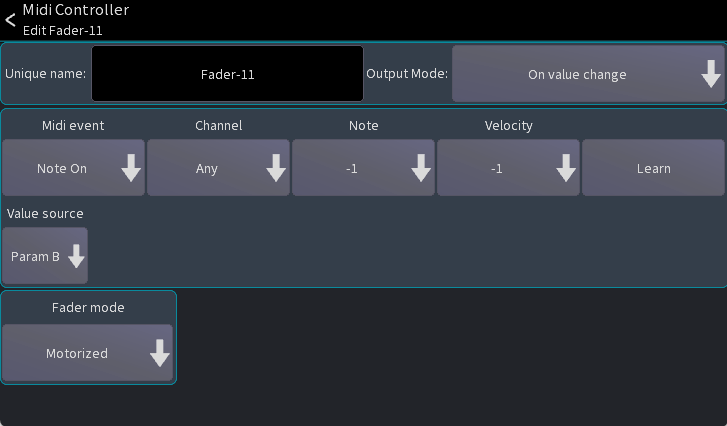 Midi Controller
Edit Fader-11
Unique name: Fader-11 Output Mode: On value change
Midi event Channel Note Velocity
Note On Any -1 -1 Learn
Value source
Param B
Fader mode
Motorized